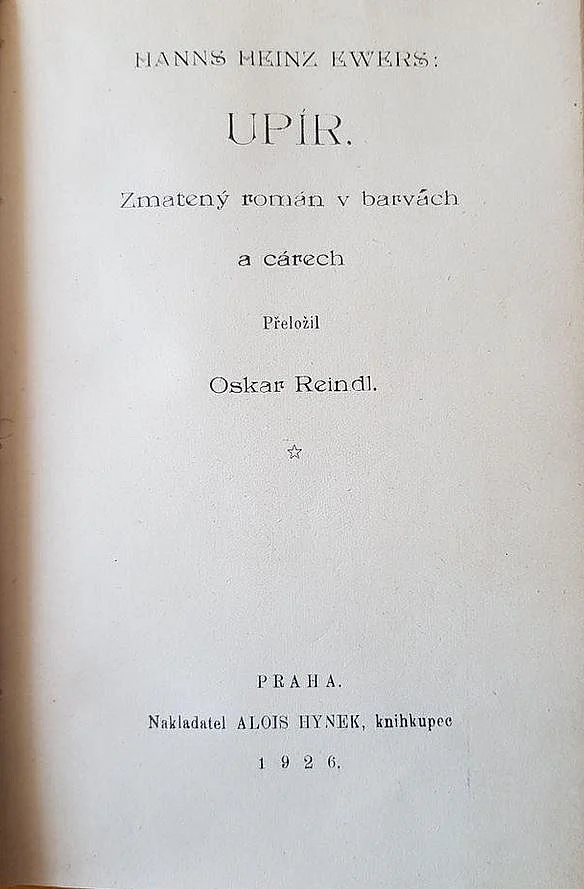 HANNS HEINZ EWERS:
UPÍR.
Zmatený román v barvách
a cárech
Přeložil
Oskar Reindl.
PRAHA.
Nakladatel ALOIS HYNEK, knihkupec
1926.